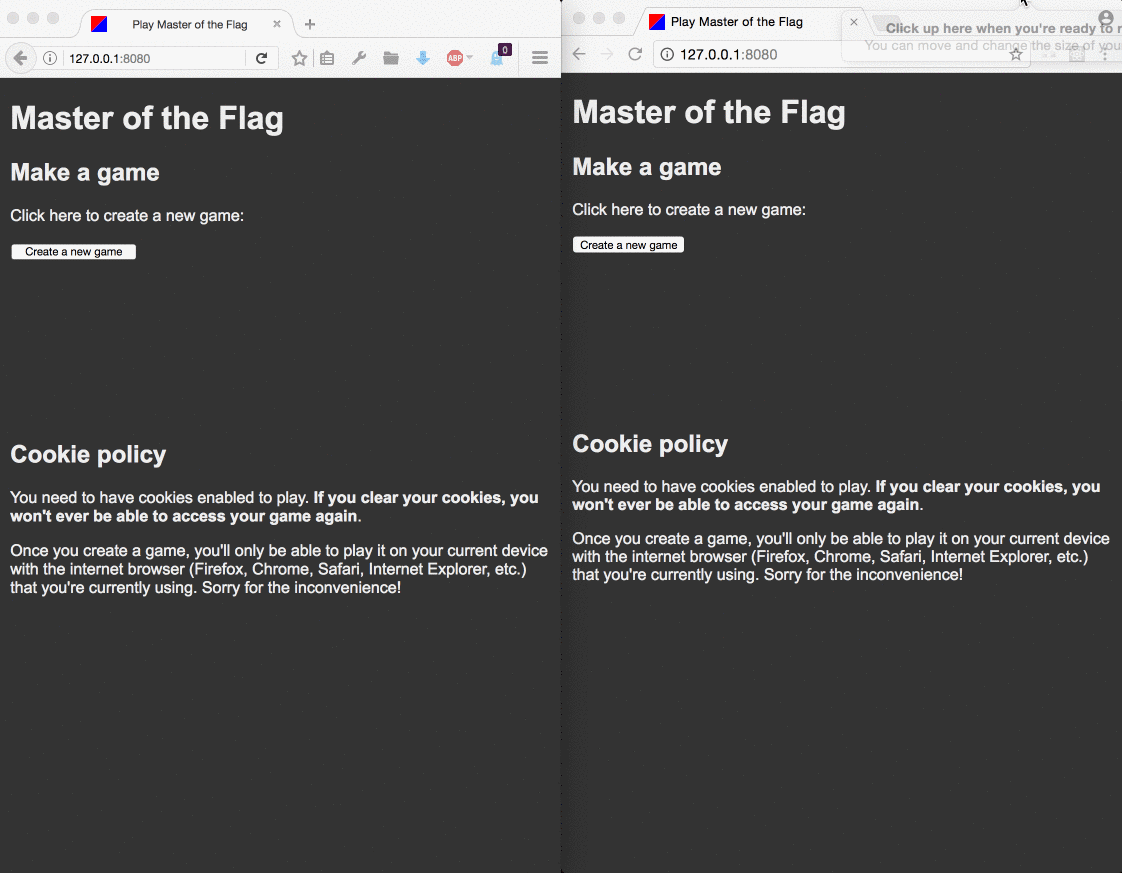 Play Master of the Flag
127.0.0.1:8080
ABP
0
Master of the Flag
Make a game
Click here to create a new game:
Create a new game
Cookie policy
You need to have cookies enabled to play. If you clear your cookies, you
won't ever be able to access your game again.
Once you create a game, you'll only be able to play it on your current device
with the internet browser (Firefox, Chrome, Safari, Internet Explorer, etc.)
that you're currently using. Sorry for the inconvenience!
Play Master of the Flag
Click up here when you're ready to r
You can move and change the size of you
127.0.0.1:8080
Master of the Flag
Make a game
Click here to create a new game:
Create a new game
Cookie policy
You need to have cookies enabled to play. If you clear your cookies, you
won't ever be able to access your game again.
Once you create a game, you'll only be able to play it on your current device
with the internet browser (Firefox, Chrome, Safari, Internet Explorer, etc.)
that you're currently using. Sorry for the inconvenience!